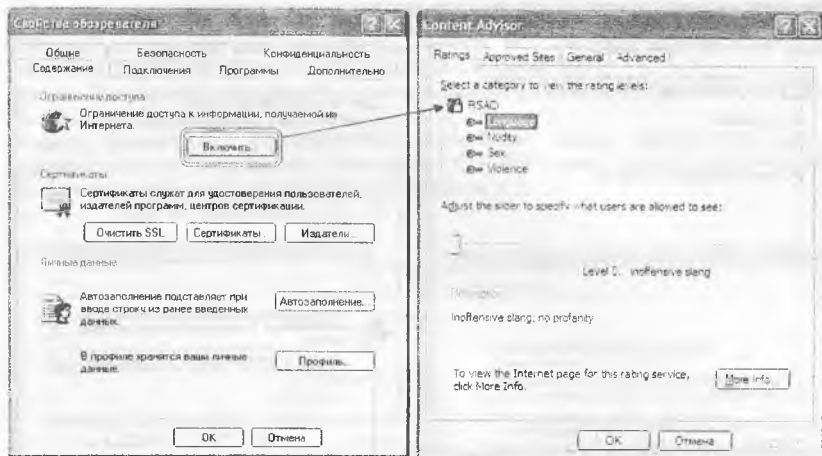 Свойства обозревателя
Общие Безопасность Конфиденциальность
Содержание Подключения Программы Дополнительно
Ограничение доступа
Ограничение доступа к информации, получаемой из
Интернета.
Включить...
Сертификаты
Сертификаты служат для удостоверения пользователей,
издателей программ, центров сертификации.
Очистить SSL Сертификаты... Издатели...
Личные данные
Автозаполнение подставляет при
вводе строку из ранее введенных
данных.
Автозаполнение...
В профиле хранятся ваши личные
данные.
Профиль...
OK Отмена
Content Advisor
Ratings Approved Sites General Advanced
Select a category to view the rating levels:
RSACi
Nudity
Sex
Violence
Adjust the slider to specify what users are allowed to see:
Level 0: Inoffensive slang
Inoffensive slang; no profanity
To view the Internet page for this rating service,
click More Info.
More Info...
OK Отмена